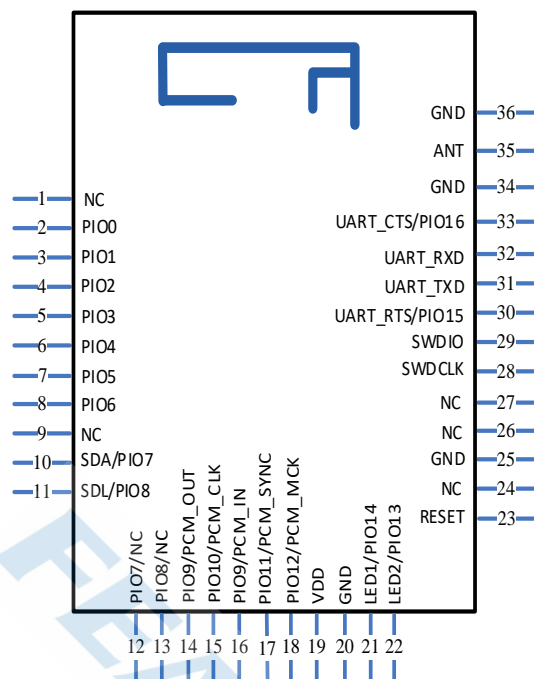 GND 36
ANT 35
GND 34
1 NC
UART_CTS/PIO16 33
2 PIO0
3 PIO1
UART_RXD 32
4 PIO2
UART_TXD 31
5 PIO3
UART_RTS/PIO15 30
6 PIO4
SWDIO 29
7 PIO5
SWDCLK 28
8 PIO6
NC 27
9 NC
NC 26
10 SDA/PIO7
GND 25
11 SDL/PIO8
NC 24
RESET 23
PIO7/NC 12
PIO8/NC 13
PIO9/PCM_OUT 14
PIO10/PCM_CLK 15
PIO9/PCM_IN 16
PIO11/PCM_SYNC 17
PIO12/PCM_MCK 18
VDD 19
GND 20
LED1/PIO14 21
LED2/PIO13 22